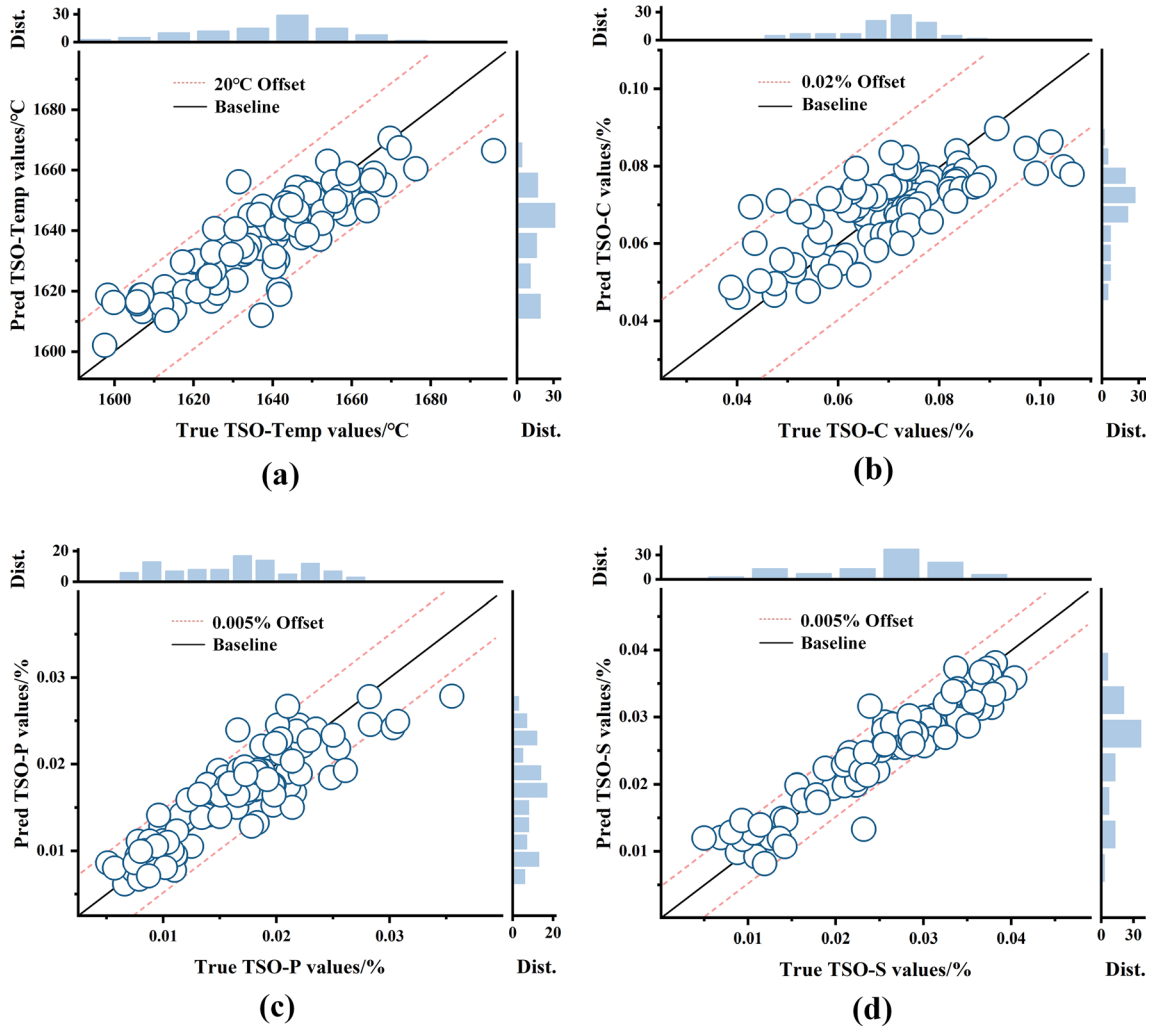 Dist.
30
0
20℃ Offset
Baseline
Pred TSO-Temp values/℃
1680
1660
1640
1620
1600
1600 1620 1640 1660 1680
0 30
True TSO-Temp values/℃
Dist.
(a)
Dist.
30
0
0.02% Offset
Baseline
Pred TSO-C values/%
0.10
0.08
0.06
0.04
0.04 0.06 0.08 0.10
0 30
True TSO-C values/%
Dist.
(b)
Dist.
20
0
0.005% Offset
Baseline
Pred TSO-P values/%
0.03
0.02
0.01
0.01 0.02 0.03
0 20
True TSO-P values/%
Dist.
(c)
Dist.
30
0
0.005% Offset
Baseline
Pred TSO-S values/%
0.04
0.03
0.02
0.01
0.01 0.02 0.03 0.04
0 30
True TSO-S values/%
Dist.
(d)